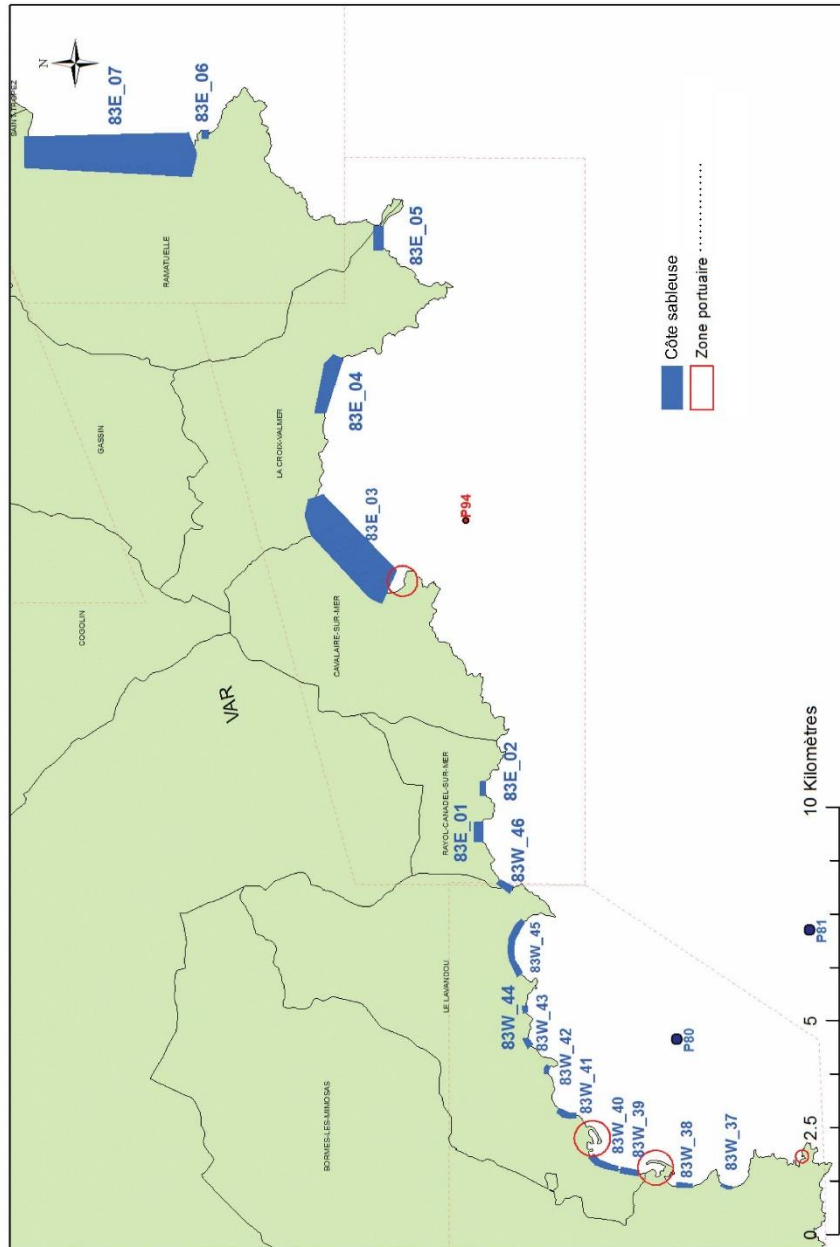 N
SAINT-TROPEZ
83E_07
83E_06
RAMATUELLE
83E_05
GASSIN
LA CROIX-VALMER
83E_04
83E_03
P94
COGOLIN
CAVALAIRE-SUR-MER
VAR
RAYOL-CANADEL-SUR-MER
83E_02
83E_01
83W_46
LE LAVANDOU
83W_45
83W_44
83W_43
83W_42
83W_41
83W_40
83W_39
83W_38
83W_37
BORMES-LES-MIMOSAS
P80
P81
Côte sableuse
Zone portuaire ..............
0 2.5 5 10 Kilomètres